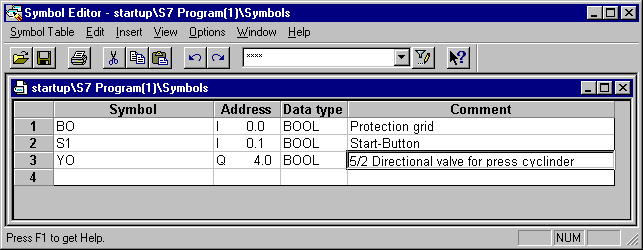 Symbol Editor - startup\S7 Program(1)\Symbols
Symbol Table Edit Insert View Options Window Help
****
startup\S7 Program(1)\Symbols
Symbol Address Data type Comment
1 BO I 0.0 BOOL Protection grid
2 S1 I 0.1 BOOL Start-Button
3 YO Q 4.0 BOOL 5/2 Directional valve for press cyclinder
4
Press F1 to get Help. NUM